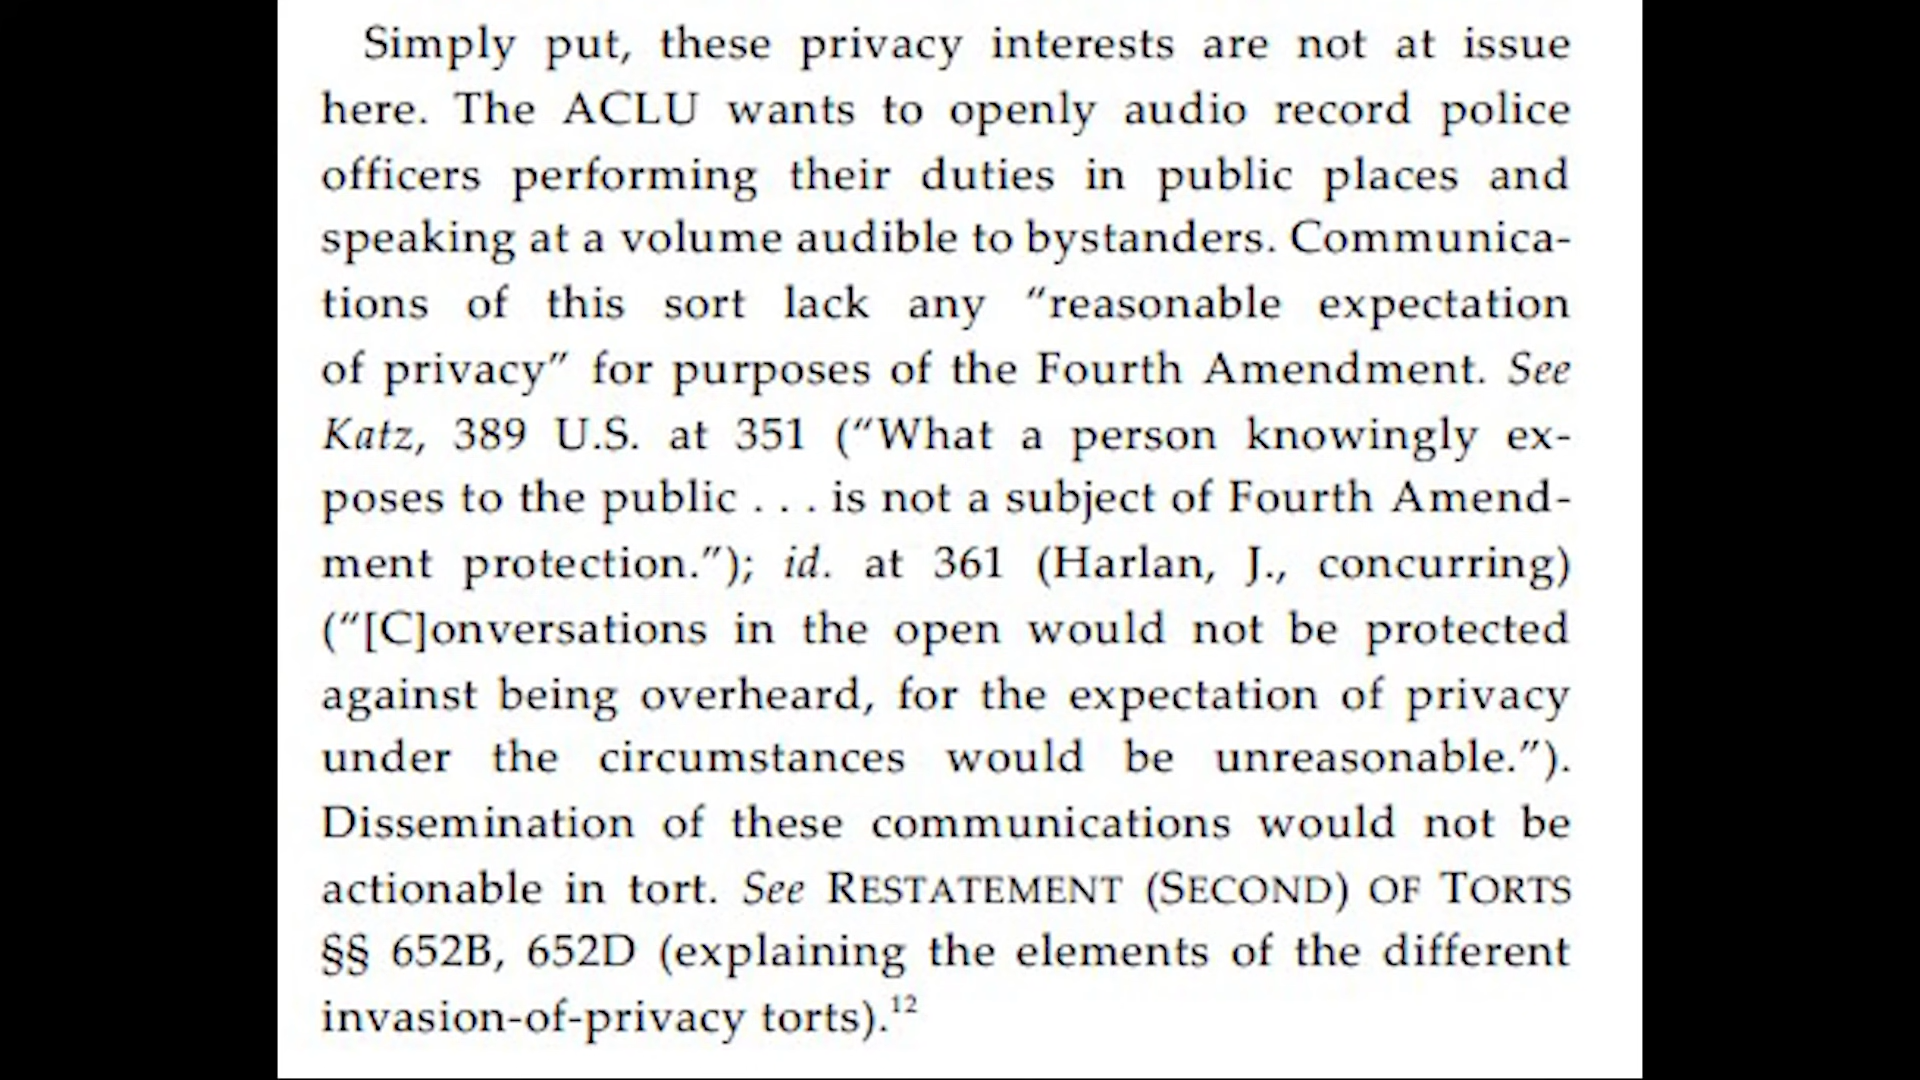 Simply put, these privacy interests are not at issue
here. The ACLU wants to openly audio record police
officers performing their duties in public places and
speaking at a volume audible to bystanders. Communica-
tions of this sort lack any “reasonable expectation
of privacy” for purposes of the Fourth Amendment. See
Katz, 389 U.S. at 351 (“What a person knowingly ex-
poses to the public . . . is not a subject of Fourth Amend-
ment protection.”); id. at 361 (Harlan, J., concurring)
(“[C]onversations in the open would not be protected
against being overheard, for the expectation of privacy
under the circumstances would be unreasonable.”).
Dissemination of these communications would not be
actionable in tort. See RESTATEMENT (SECOND) OF TORTS
§§ 652B, 652D (explaining the elements of the different
invasion-of-privacy torts).¹²